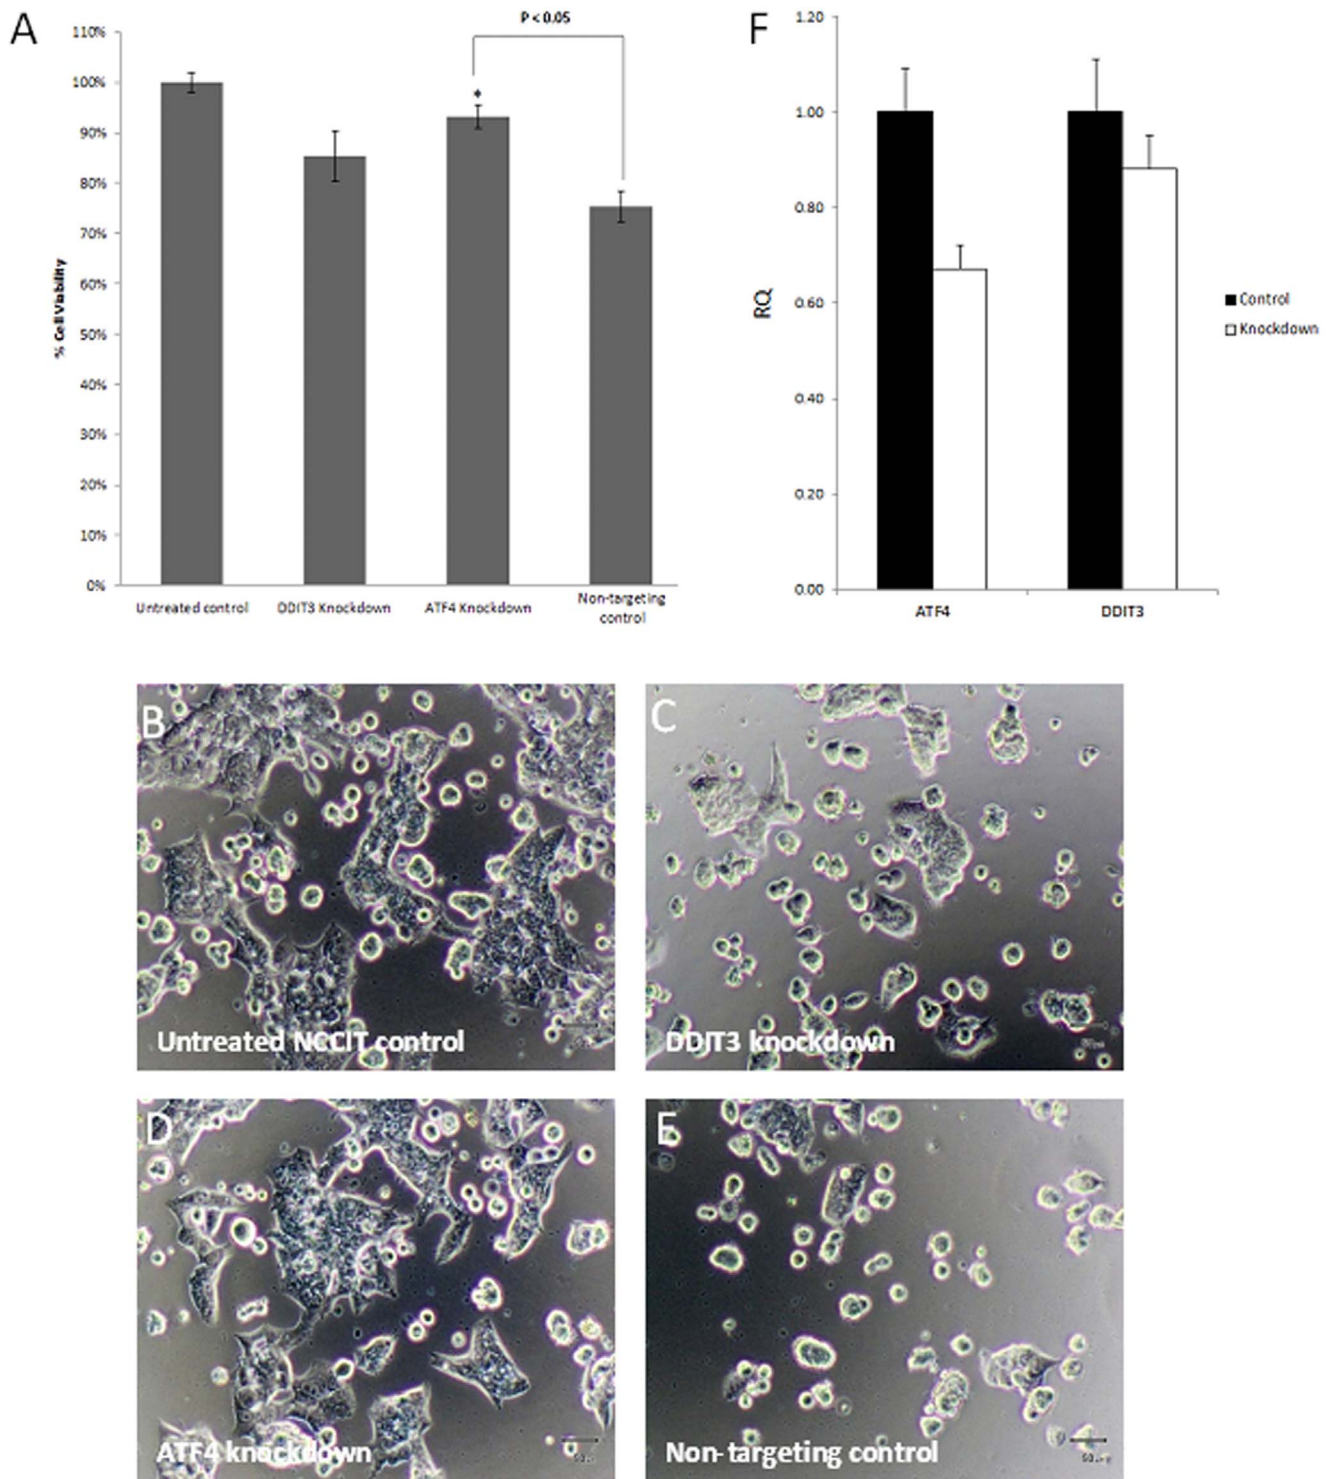 A
P < 0.05
110%
100%
90%
80%
70%
60%
50%
40%
30%
20%
10%
0%
% Cell Viability
*
Untreated control
DDIT3 Knockdown
ATF4 Knockdown
Non-targeting
control
F
1.20
1.00
0.80
0.60
0.40
0.20
0.00
RQ
ATF4
DDIT3
Control
Knockdown
B
Untreated NCCIT control
C
DDIT3 knockdown
D
ATF4 knockdown
E
Non-targeting control